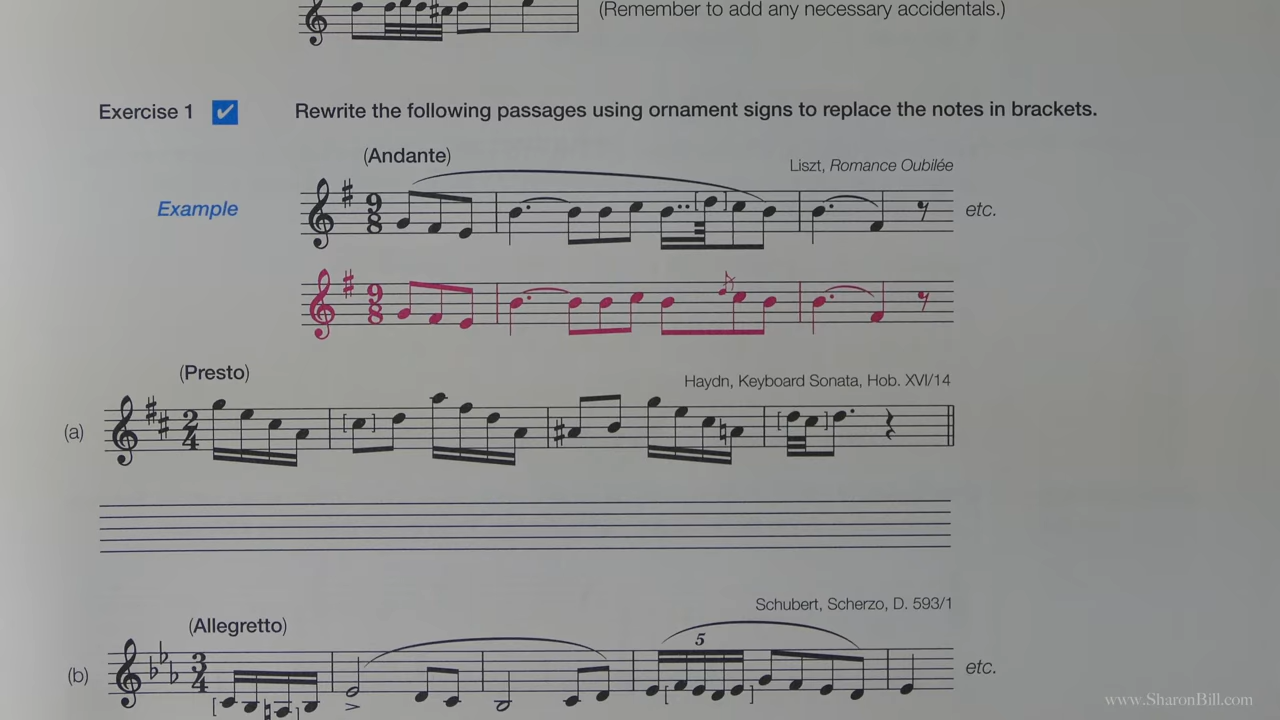 (Remember to add any necessary accidentals.)
Exercise 1 ✔ Rewrite the following passages using ornament signs to replace the notes in brackets.
(Andante)
Liszt, Romance Oubilée
Example
9
8
etc.
9
8
(Presto)
Haydn, Keyboard Sonata, Hob. XVI/14
(a)
2
4
Schubert, Scherzo, D. 593/1
(Allegretto)
5
(b)
3
4
etc.
www.SharonBill.com